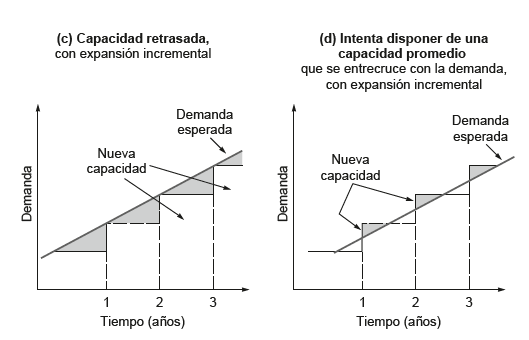 (c) Capacidad retrasada,
con expansión incremental
Demanda
esperada
Nueva
capacidad
Demanda
1 2 3
Tiempo (años)
(d) Intenta disponer de una
capacidad promedio
que se entrecruce con la demanda,
con expansión incremental
Demanda
esperada
Nueva
capacidad
Demanda
1 2 3
Tiempo (años)